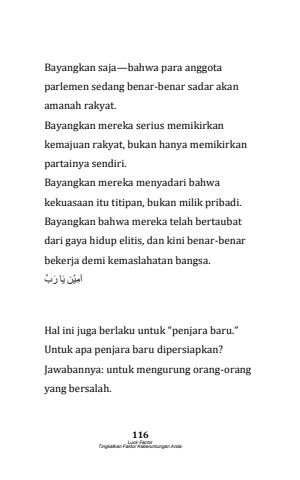 Bayangkan saja—bahwa para anggota
parlemen sedang benar-benar sadar akan
amanah rakyat.
Bayangkan mereka serius memikirkan
kemajuan rakyat, bukan hanya memikirkan
partainya sendiri.
Bayangkan mereka menyadari bahwa
kekuasaan itu titipan, bukan milik pribadi.
Bayangkan bahwa mereka telah bertaubat
dari gaya hidup elitis, dan kini benar-benar
bekerja demi kemaslahatan bangsa.
اٰمِيْن يَا رَبّ
Hal ini juga berlaku untuk “penjara baru.”
Untuk apa penjara baru dipersiapkan?
Jawabannya: untuk mengurung orang-orang
yang bersalah.
116
Luck Factor
Tingkatkan Faktor Keberuntungan Anda